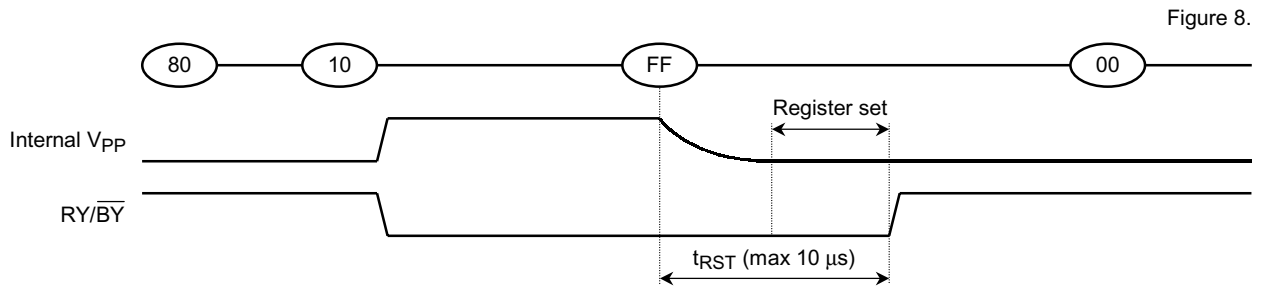 Figure 8.
80 10 FF 00
Register set
Internal VPP
RY/BY
tRST (max 10 μs)